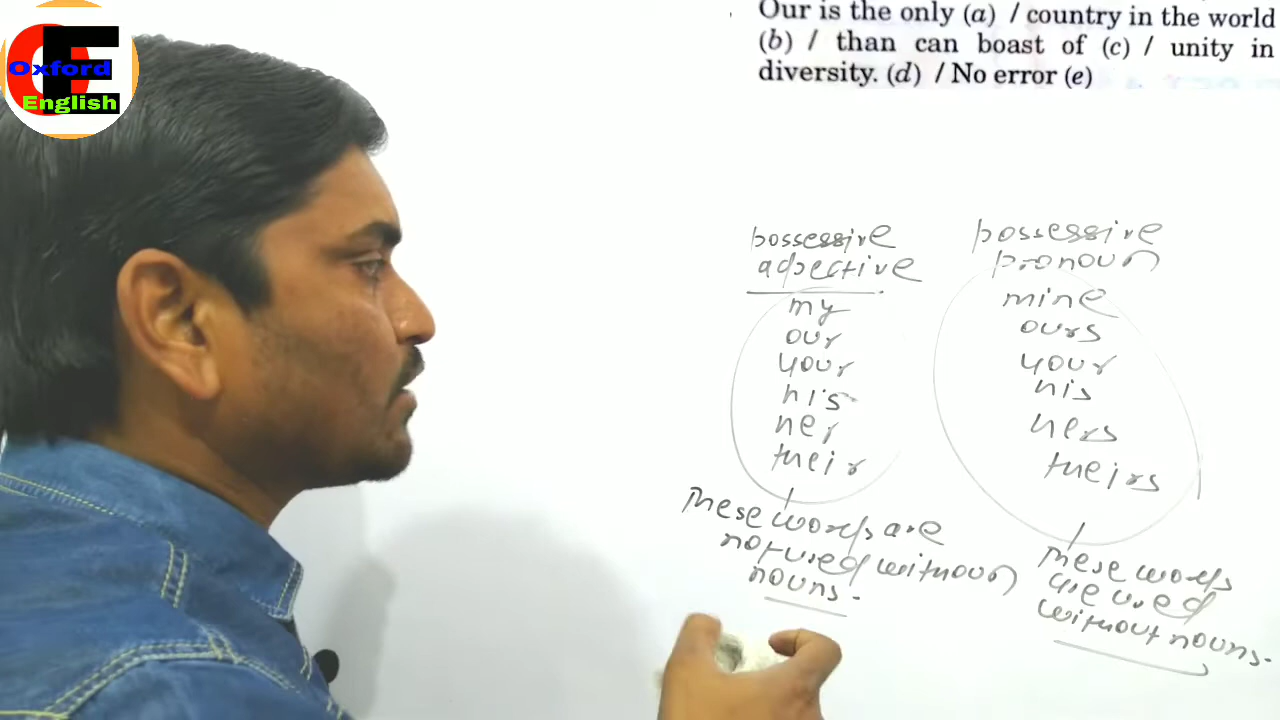 Oxford
English
Our is the only (a) / country in the world
(b) / than can boast of (c) / unity in
diversity. (d) / No error (e)
possessive
adjective
my
our
your
his
her
their
These words are
not used without
nouns.
possessive
pronoun
mine
ours
your
his
hers
theirs
These words
are used
without nouns.